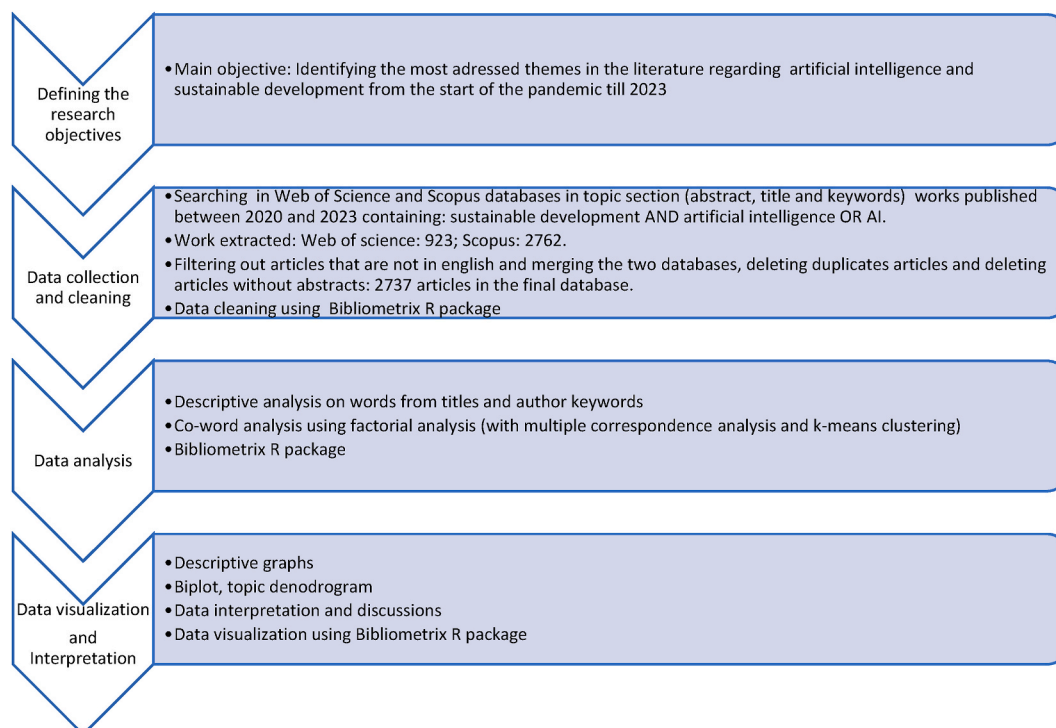 Defining the
research
objectives
•Main objective: Identifying the most adressed themes in the literature regarding artificial intelligence and
sustainable development from the start of the pandemic till 2023
Data collection
and cleaning
•Searching in Web of Science and Scopus databases in topic section (abstract, title and keywords) works published
between 2020 and 2023 containing: sustainable development AND artificial intelligence OR AI.
•Work extracted: Web of science: 923; Scopus: 2762.
•Filtering out articles that are not in english and merging the two databases, deleting duplicates articles and deleting
articles without abstracts: 2737 articles in the final database.
•Data cleaning using Bibliometrix R package
Data analysis
•Descriptive analysis on words from titles and author keywords
•Co-word analysis using factorial analysis (with multiple correspondence analysis and k-means clustering)
•Bibliometrix R package
Data visualization
and
Interpretation
•Descriptive graphs
•Biplot, topic denodrogram
•Data interpretation and discussions
•Data visualization using Bibliometrix R package